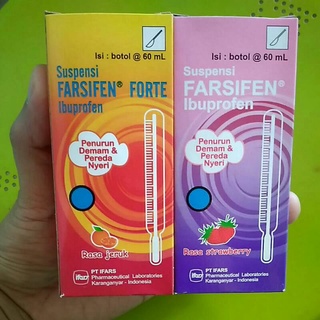 Isi : botol @ 60 mL
Suspensi
FARSIFEN® FORTE
Ibuprofen
Penurun
Demam &
Pereda
Nyeri
Rasa jeruk
ifars
PT IFARS
Pharmaceutical Laboratories
Karanganyar - Indonesia
Isi : botol @ 60 mL
Suspensi
FARSIFEN®
Ibuprofen
Penurun
Demam &
Pereda
Nyeri
Rasa strawberry
ifars
PT IFARS
Pharmaceutical Laboratories
Karanganyar - Indonesia